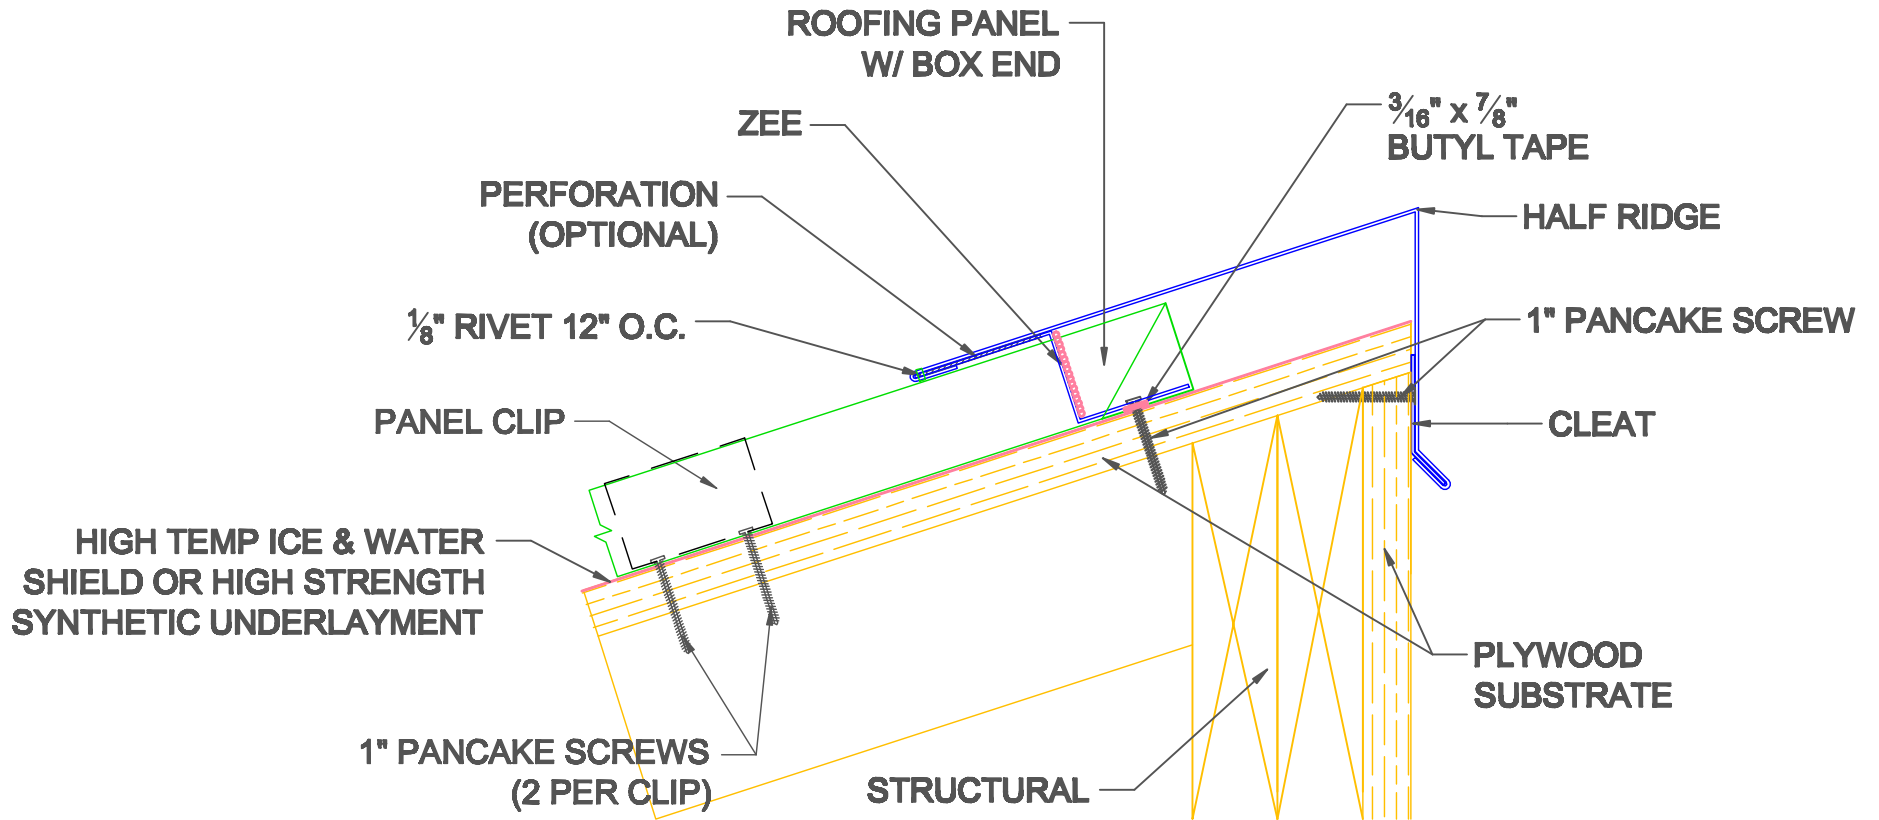 ROOFING PANEL
W/ BOX END
3/16" x 7/8"
BUTYL TAPE
ZEE
PERFORATION
(OPTIONAL)
HALF RIDGE
1/8" RIVET 12" O.C.
1" PANCAKE SCREW
PANEL CLIP
CLEAT
HIGH TEMP ICE & WATER
SHIELD OR HIGH STRENGTH
SYNTHETIC UNDERLAYMENT
PLYWOOD
SUBSTRATE
1" PANCAKE SCREWS
(2 PER CLIP)
STRUCTURAL